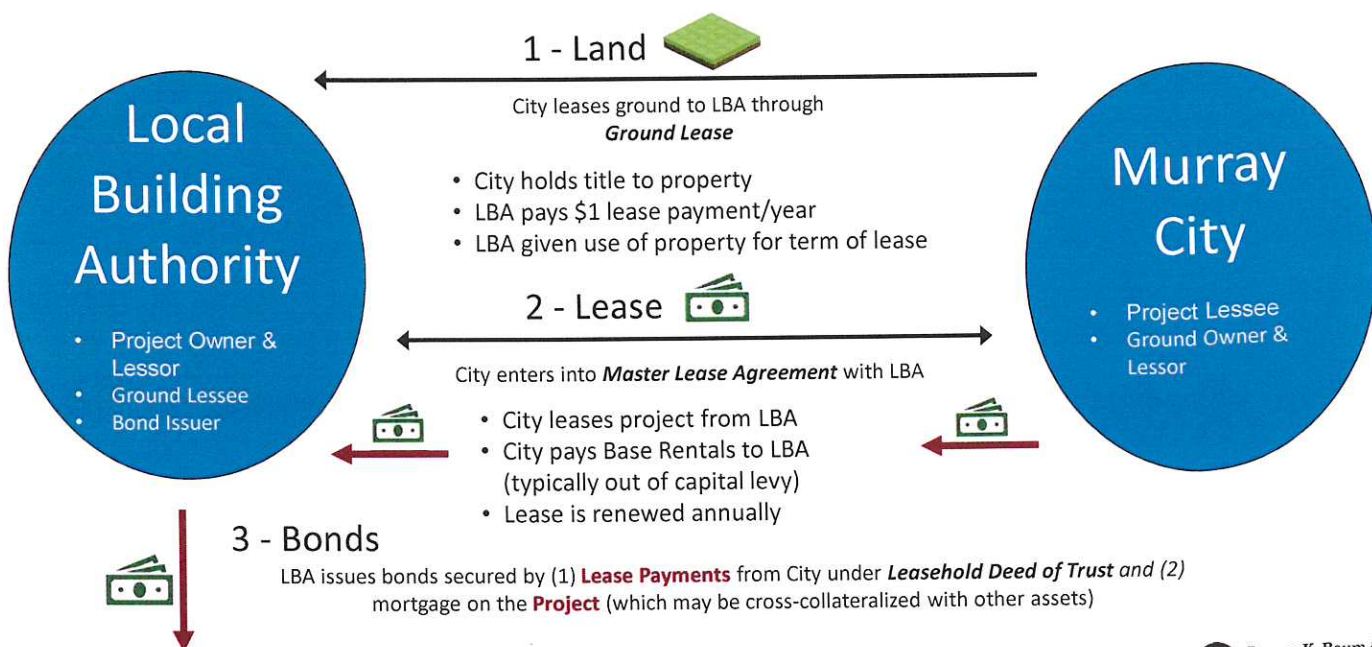 1 - Land
City leases ground to LBA through
Ground Lease
• City holds title to property
• LBA pays $1 lease payment/year
• LBA given use of property for term of lease
Local
Building
Authority
• Project Owner &
Lessor
• Ground Lessee
• Bond Issuer
Murray
City
• Project Lessee
• Ground Owner &
Lessor
2 - Lease
City enters into Master Lease Agreement with LBA
• City leases project from LBA
• City pays Base Rentals to LBA
(typically out of capital levy)
• Lease is renewed annually
3 - Bonds
LBA issues bonds secured by (1) Lease Payments from City under Leasehold Deed of Trust and (2)
mortgage on the Project (which may be cross-collateralized with other assets)
K. Baum